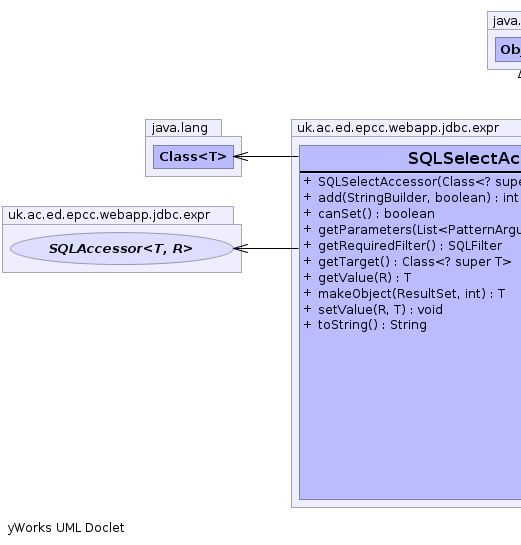 java.
Obj
java.lang
Class<T>
uk.ac.ed.epcc.webapp.jdbc.expr
SQLSelectAc
+ SQLSelectAccessor(Class<? supe
+ add(StringBuilder, boolean) : int
+ canSet() : boolean
+ getParameters(List<PatternArgu
+ getRequiredFilter() : SQLFilter
+ getTarget() : Class<? super T>
+ getValue(R) : T
+ makeObject(ResultSet, int) : T
+ setValue(R, T) : void
+ toString() : String
uk.ac.ed.epcc.webapp.jdbc.expr
SQLAccessor<T, R>
yWorks UML Doclet